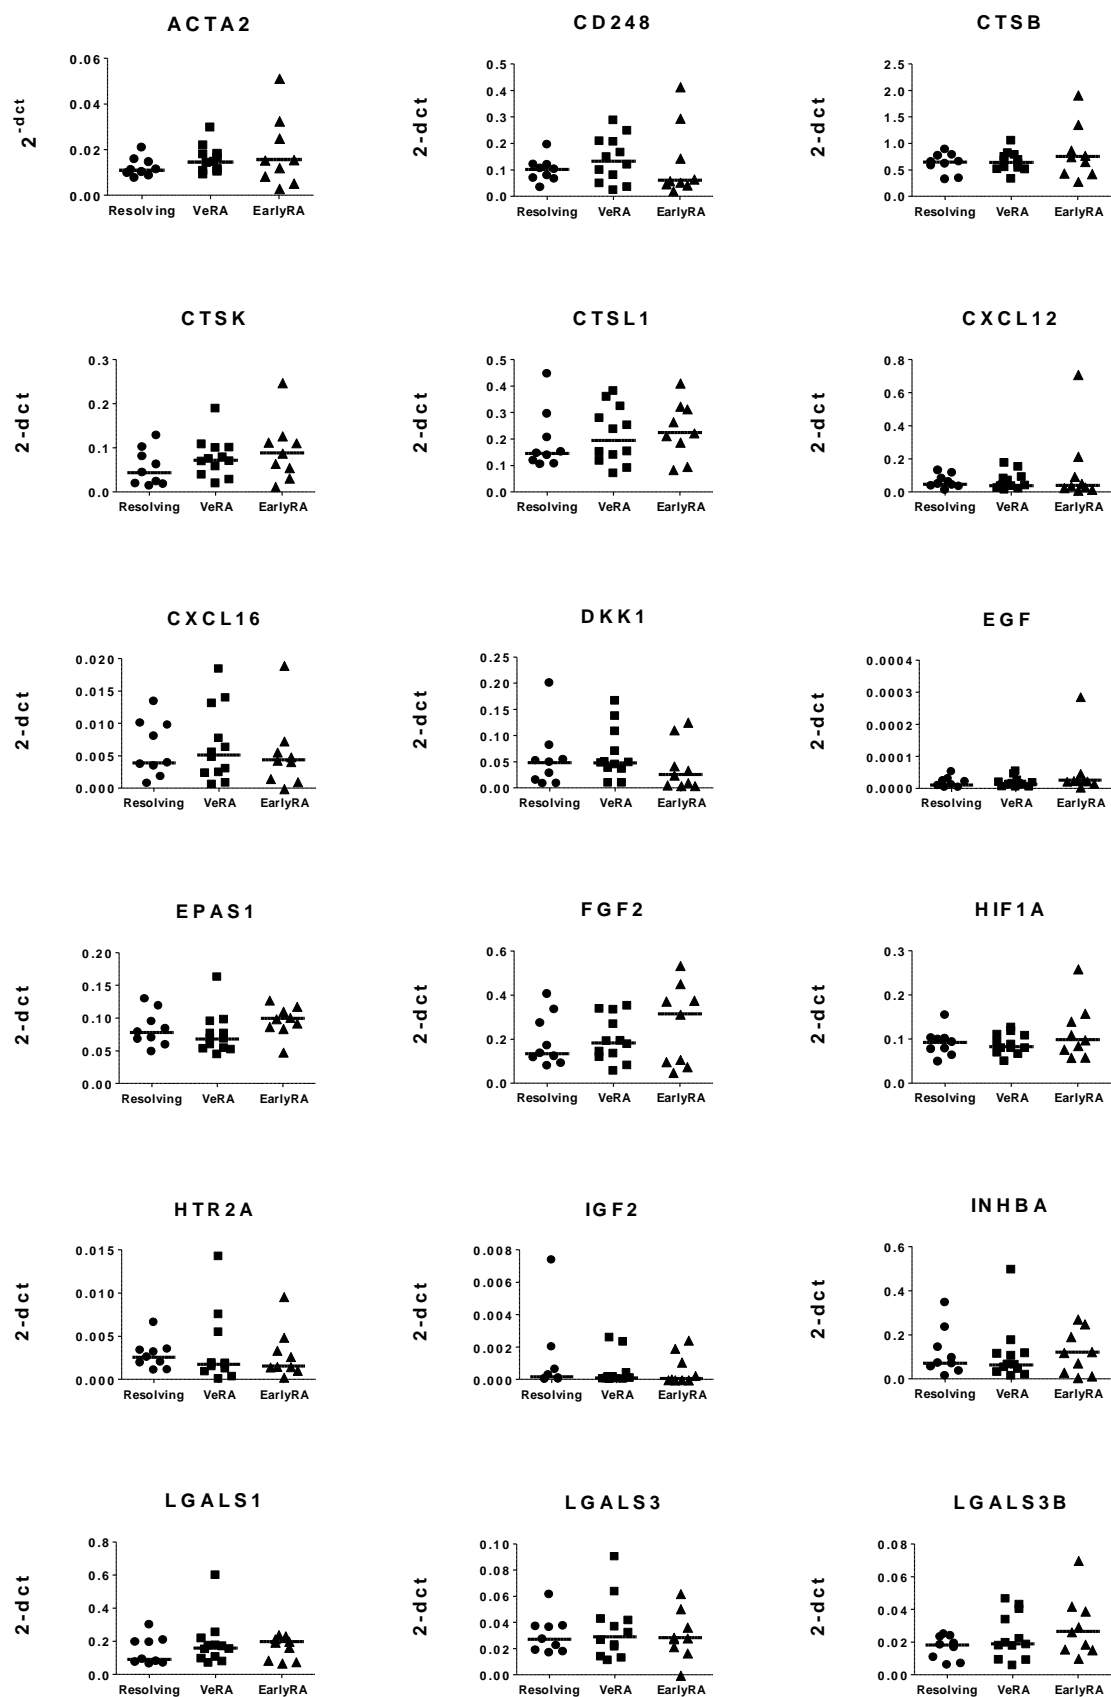 ACTA2
CD248
CTSB
2^-dct
0.06
0.04
0.02
0.00
Resolving VeRA EarlyRA
2-dct
0.5
0.4
0.3
0.2
0.1
0.0
Resolving VeRA EarlyRA
2-dct
2.5
2.0
1.5
1.0
0.5
0.0
Resolving VeRA EarlyRA
CTSK
CTSL1
CXCL12
2-dct
0.3
0.2
0.1
0.0
Resolving VeRA EarlyRA
2-dct
0.5
0.4
0.3
0.2
0.1
0.0
Resolving VeRA EarlyRA
2-dct
0.8
0.6
0.4
0.2
0.0
Resolving VeRA EarlyRA
CXCL16
DKK1
EGF
2-dct
0.020
0.015
0.010
0.005
0.000
Resolving VeRA EarlyRA
2-dct
0.25
0.20
0.15
0.10
0.05
0.00
Resolving VeRA EarlyRA
2-dct
0.0004
0.0003
0.0002
0.0001
0.0000
Resolving VeRA EarlyRA
EPAS1
FGF2
HIF1A
2-dct
0.20
0.15
0.10
0.05
0.00
Resolving VeRA EarlyRA
2-dct
0.6
0.4
0.2
0.0
Resolving VeRA EarlyRA
2-dct
0.3
0.2
0.1
0.0
Resolving VeRA EarlyRA
HTR2A
IGF2
INHBA
2-dct
0.015
0.010
0.005
0.000
Resolving VeRA EarlyRA
2-dct
0.008
0.006
0.004
0.002
0.000
Resolving VeRA EarlyRA
2-dct
0.6
0.4
0.2
0.0
Resolving VeRA EarlyRA
LGALS1
LGALS3
LGALS3B
2-dct
0.8
0.6
0.4
0.2
0.0
Resolving VeRA EarlyRA
2-dct
0.10
0.08
0.06
0.04
0.02
0.00
Resolving VeRA EarlyRA
2-dct
0.08
0.06
0.04
0.02
0.00
Resolving VeRA EarlyRA